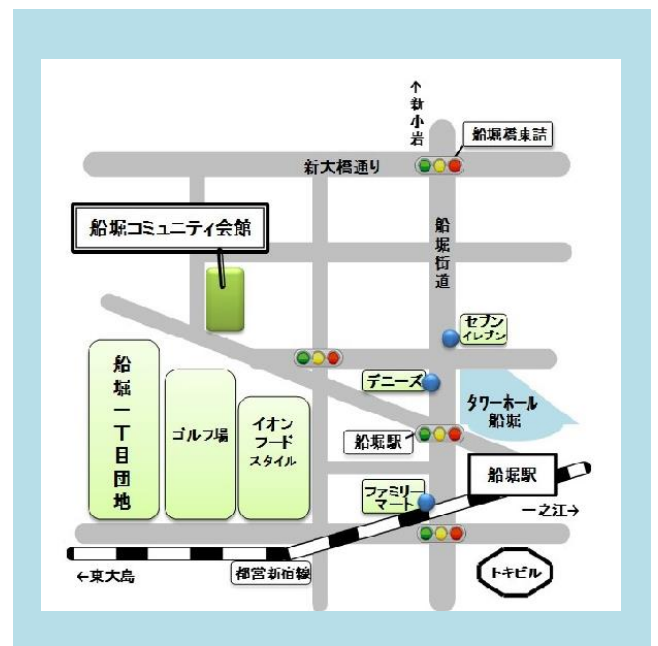 ↑新小岩
船堀橋東詰
新大橋通り
船堀コミュニティ会館
船堀街道
セブン
イレブン
船堀一丁目団地
デニーズ
ゴルフ場
イオン
フード
スタイル
タワーホール
船堀
船堀駅
船堀駅
ファミリー
マート
一之江→
←東大島
都営新宿線
トキビル